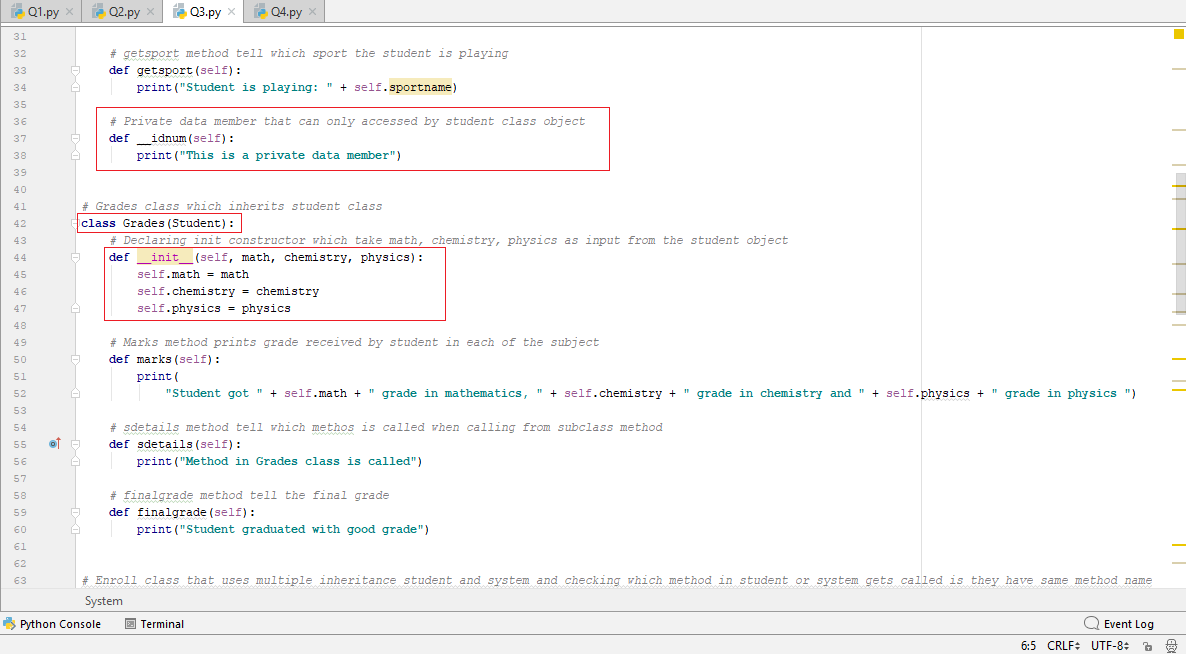 Q1.py Q2.py Q3.py Q4.py
31
32 # getsport method tell which sport the student is playing
33 def getsport(self):
34 print("Student is playing: " + self.sportname)
35
36 # Private data member that can only accessed by student class object
37 def __idnum(self):
38 print("This is a private data member")
39
40
41 # Grades class which inherits student class
42 class Grades(Student):
43 # Declaring init constructor which take math, chemistry, physics as input from the student object
44 def __init__(self, math, chemistry, physics):
45 self.math = math
46 self.chemistry = chemistry
47 self.physics = physics
48
49 # Marks method prints grade received by student in each of the subject
50 def marks(self):
51 print(
52 "Student got " + self.math + " grade in mathematics, " + self.chemistry + " grade in chemistry and " + self.physics + " grade in physics ")
53
54 # sdetails method tell which methos is called when calling from subclass method
55 def sdetails(self):
56 print("Method in Grades class is called")
57
58 # finalgrade method tell the final grade
59 def finalgrade(self):
60 print("Student graduated with good grade")
61
62
63 # Enroll class that uses multiple inheritance student and system and checking which method in student or system gets called is they have same method name
System
Python Console Terminal Event Log
6:5 CRLF UTF-8